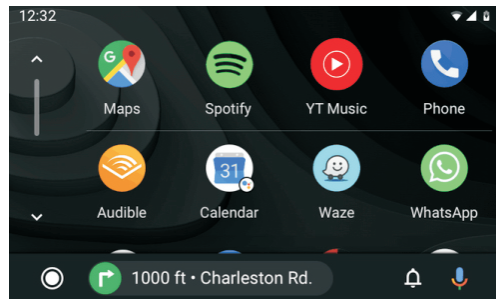 12:32
Maps Spotify YT Music Phone
31
Audible Calendar Waze WhatsApp
1000 ft • Charleston Rd.